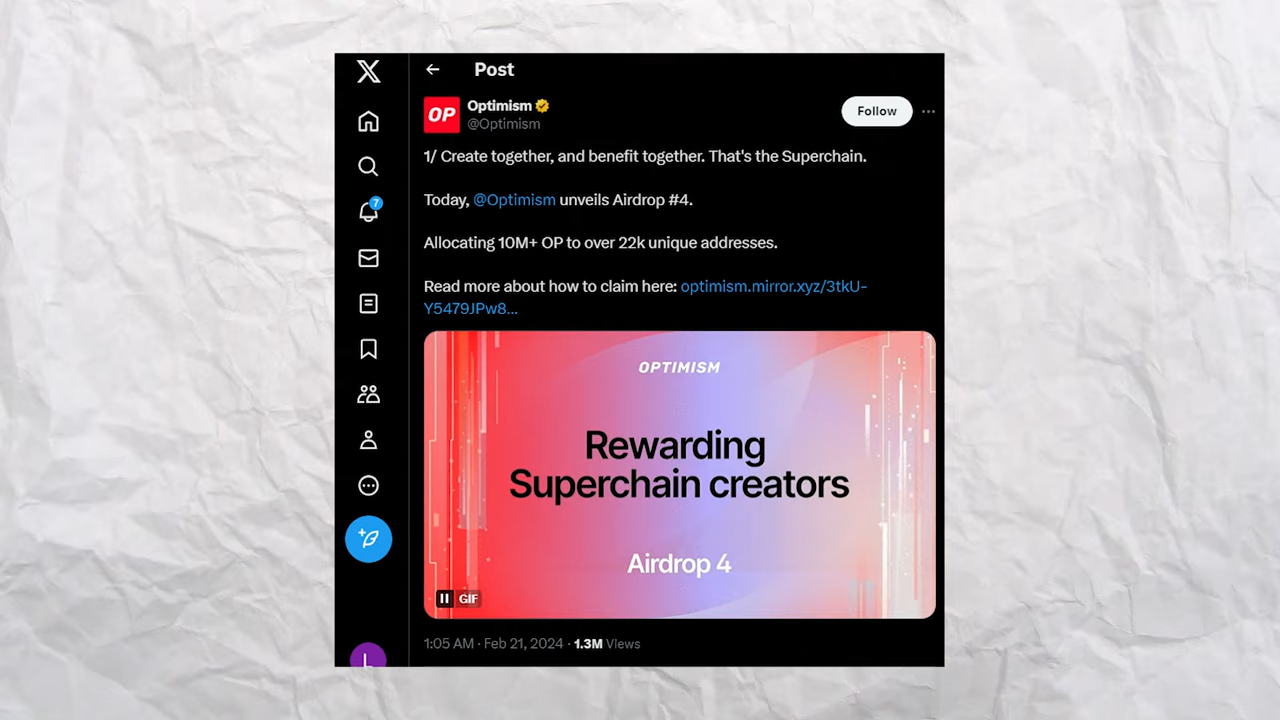 Post
OP
Optimism
@Optimism
Follow
1/ Create together, and benefit together. That's the Superchain.
Today, @Optimism unveils Airdrop #4.
Allocating 10M+ OP to over 22k unique addresses.
Read more about how to claim here: optimism.mirror.xyz/3tkU-
Y5479JPw8...
7
OPTIMISM
Rewarding
Superchain creators
Airdrop 4
GIF
1:05 AM · Feb 21, 2024 · 1.3M Views
L